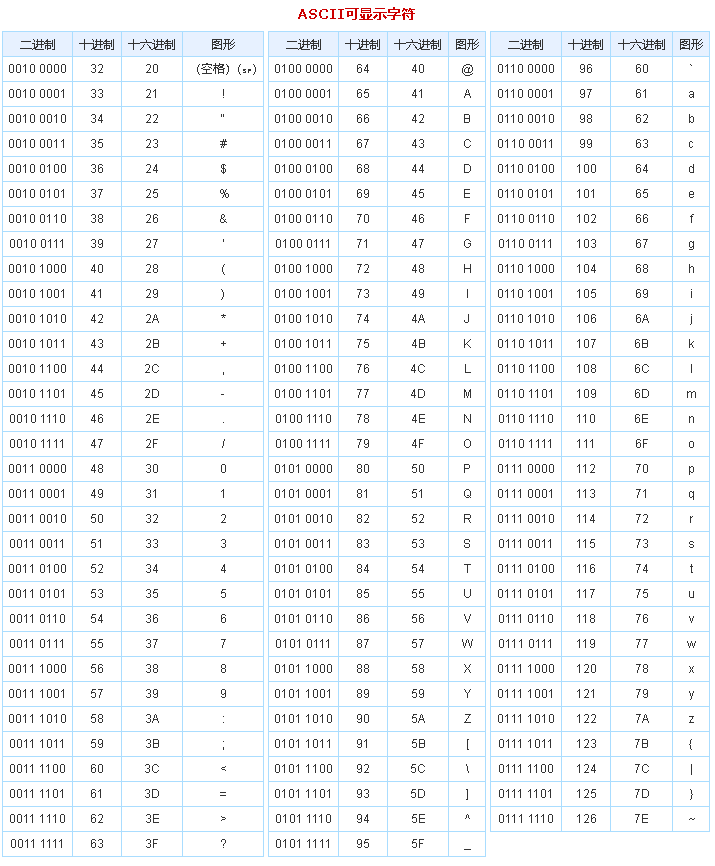 ASCII可显示字符
二进制 十进制 十六进制 图形 二进制 十进制 十六进制 图形 二进制 十进制 十六进制 图形
0010 0000 32 20 (空格) (␠) 0100 0000 64 40 @ 0110 0000 96 60 `
0010 0001 33 21 ! 0100 0001 65 41 A 0110 0001 97 61 a
0010 0010 34 22 " 0100 0010 66 42 B 0110 0010 98 62 b
0010 0011 35 23 # 0100 0011 67 43 C 0110 0011 99 63 c
0010 0100 36 24 $ 0100 0100 68 44 D 0110 0100 100 64 d
0010 0101 37 25 % 0100 0101 69 45 E 0110 0101 101 65 e
0010 0110 38 26 & 0100 0110 70 46 F 0110 0110 102 66 f
0010 0111 39 27 ' 0100 0111 71 47 G 0110 0111 103 67 g
0010 1000 40 28 ( 0100 1000 72 48 H 0110 1000 104 68 h
0010 1001 41 29 ) 0100 1001 73 49 I 0110 1001 105 69 i
0010 1010 42 2A * 0100 1010 74 4A J 0110 1010 106 6A j
0010 1011 43 2B + 0100 1011 75 4B K 0110 1011 107 6B k
0010 1100 44 2C , 0100 1100 76 4C L 0110 1100 108 6C l
0010 1101 45 2D - 0100 1101 77 4D M 0110 1101 109 6D m
0010 1110 46 2E . 0100 1110 78 4E N 0110 1110 110 6E n
0010 1111 47 2F / 0100 1111 79 4F O 0110 1111 111 6F o
0011 0000 48 30 0 0101 0000 80 50 P 0111 0000 112 70 p
0011 0001 49 31 1 0101 0001 81 51 Q 0111 0001 113 71 q
0011 0010 50 32 2 0101 0010 82 52 R 0111 0010 114 72 r
0011 0011 51 33 3 0101 0011 83 53 S 0111 0011 115 73 s
0011 0100 52 34 4 0101 0100 84 54 T 0111 0100 116 74 t
0011 0101 53 35 5 0101 0101 85 55 U 0111 0101 117 75 u
0011 0110 54 36 6 0101 0110 86 56 V 0111 0110 118 76 v
0011 0111 55 37 7 0101 0111 87 57 W 0111 0111 119 77 w
0011 1000 56 38 8 0101 1000 88 58 X 0111 1000 120 78 x
0011 1001 57 39 9 0101 1001 89 59 Y 0111 1001 121 79 y
0011 1010 58 3A : 0101 1010 90 5A Z 0111 1010 122 7A z
0011 1011 59 3B ; 0101 1011 91 5B [ 0111 1011 123 7B {
0011 1100 60 3C < 0101 1100 92 5C \ 0111 1100 124 7C |
0011 1101 61 3D = 0101 1101 93 5D ] 0111 1101 125 7D }
0011 1110 62 3E > 0101 1110 94 5E ^ 0111 1110 126 7E ~
0011 1111 63 3F ? 0101 1111 95 5F _